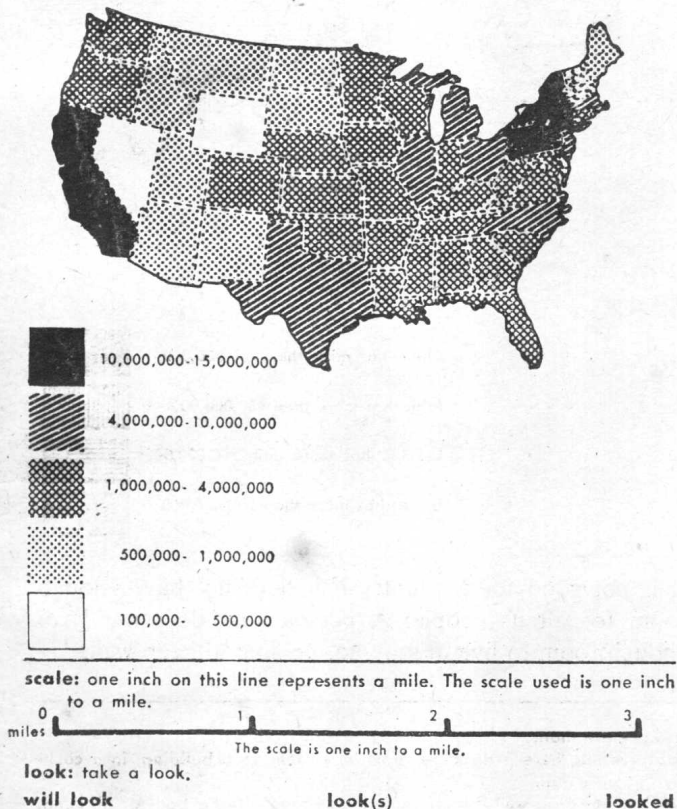 10,000,000-15,000,000
4,000,000-10,000,000
1,000,000- 4,000,000
500,000- 1,000,000
100,000- 500,000
scale: one inch on this line represents a mile. The scale used is one inch
to a mile.
0 1 2 3
miles
The scale is one inch to a mile.
look: take a look.
will look look(s) looked